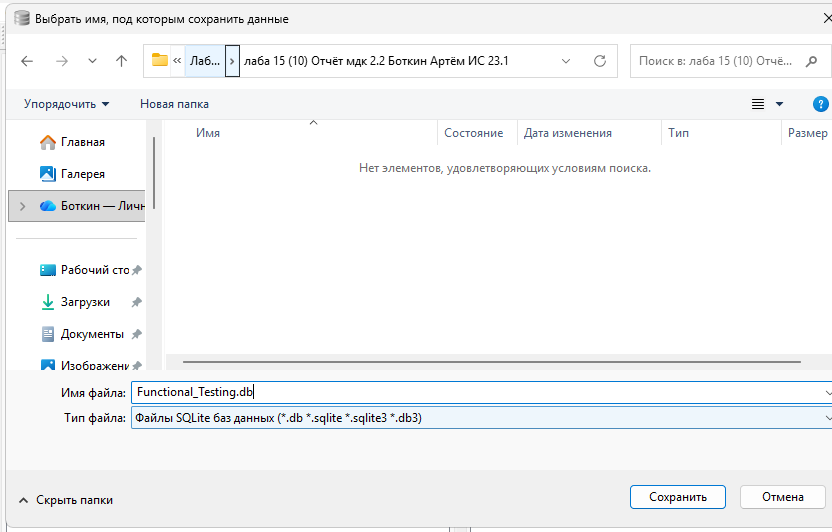 Выбрать имя, под которым сохранить данные
« Лаб... › лаба 15 (10) Отчёт мдк 2.2 Боткин Артём ИС 23.1
Поиск в: лаба 15 (10) Отчё...
Упорядочить
Новая папка
Имя
Состояние
Дата изменения
Тип
Размер
Нет элементов, удовлетворяющих условиям поиска.
Главная
Галерея
Боткин — Личн
Рабочий сто
Загрузки
Документы
Изображени
Имя файла: Functional_Testing.db
Тип файла: Файлы SQLite баз данных (*.db *.sqlite *.sqlite3 *.db3)
Скрыть папки
Сохранить
Отмена